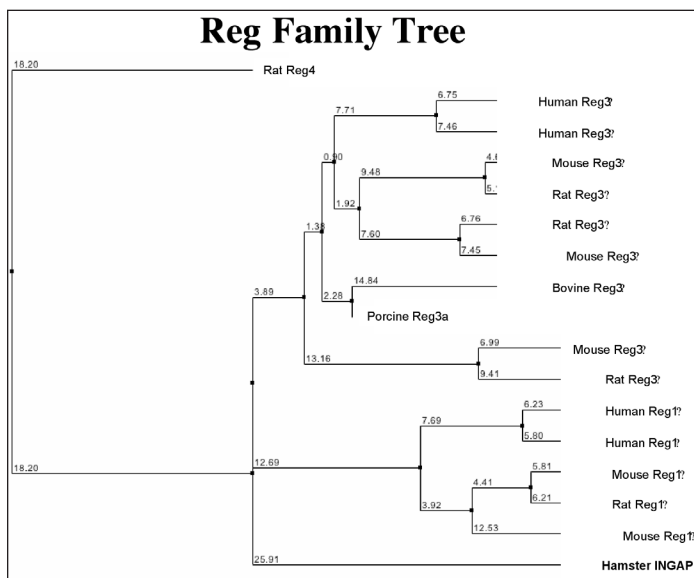 Reg Family Tree
18.20
Rat Reg4
6.75
Human Reg3?
7.71
7.46
Human Reg3?
0.90
4.6
Mouse Reg3?
9.48
5.1
Rat Reg3?
1.92
6.76
Rat Reg3?
1.38
7.60
7.45
Mouse Reg3?
14.84
Bovine Reg3?
3.89
2.28
Porcine Reg3a
6.99
Mouse Reg3?
13.16
9.41
Rat Reg3?
6.23
Human Reg1?
7.69
5.80
Human Reg1?
18.20
12.69
5.81
Mouse Reg1?
4.41
6.21
Rat Reg1?
3.92
12.53
Mouse Reg1?
25.91
Hamster INGAP